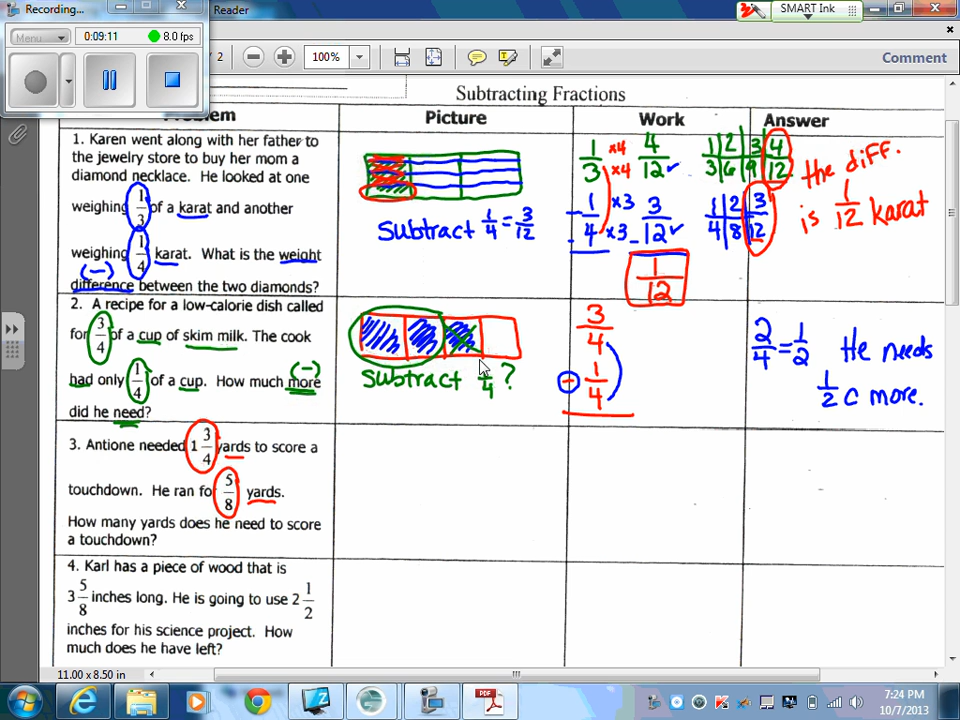 Recording...
Reader
SMART Ink
Menu
0:09:11
8.0 fps
/ 2
100%
Comment
Subtracting Fractions
Problem
Picture
Work
Answer
1. Karen went along with her father to
the jewelry store to buy her mom a
diamond necklace. He looked at one
weighing 1/3 of a karat and another
weighing 1/4 karat. What is the weight
(-)
difference between the two diamonds?
Subtract 1/4 = 3/12
1/3 ×4 ×4 4/12
- 1/4 ×3 ×3 - 3/12
1/12
1/3 2/6 3/9 4/12
1/4 2/8 3/12
the diff.
is 1/12 karat
2. A recipe for a low-calorie dish called
for 3/4 of a cup of skim milk. The cook
(-)
had only 1/4 of a cup. How much more
did he need?
Subtract 1/4 ?
3/4
- 1/4
2/4 = 1/2 He needs
1/2 c more.
3. Antione needed 1 3/4 yards to score a
touchdown. He ran for 5/8 yards.
How many yards does he need to score
a touchdown?
4. Karl has a piece of wood that is
3 5/8 inches long. He is going to use 2 1/2
inches for his science project. How
much does he have left?
11.00 x 8.50 in
PDF
7:24 PM
10/7/2013